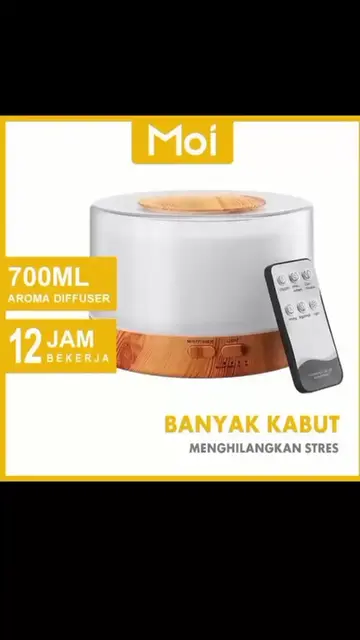 Moi
700ML
AROMA DIFFUSER
12 JAM
BEKERJA
BANYAK KABUT
MENGHILANGKAN STRES